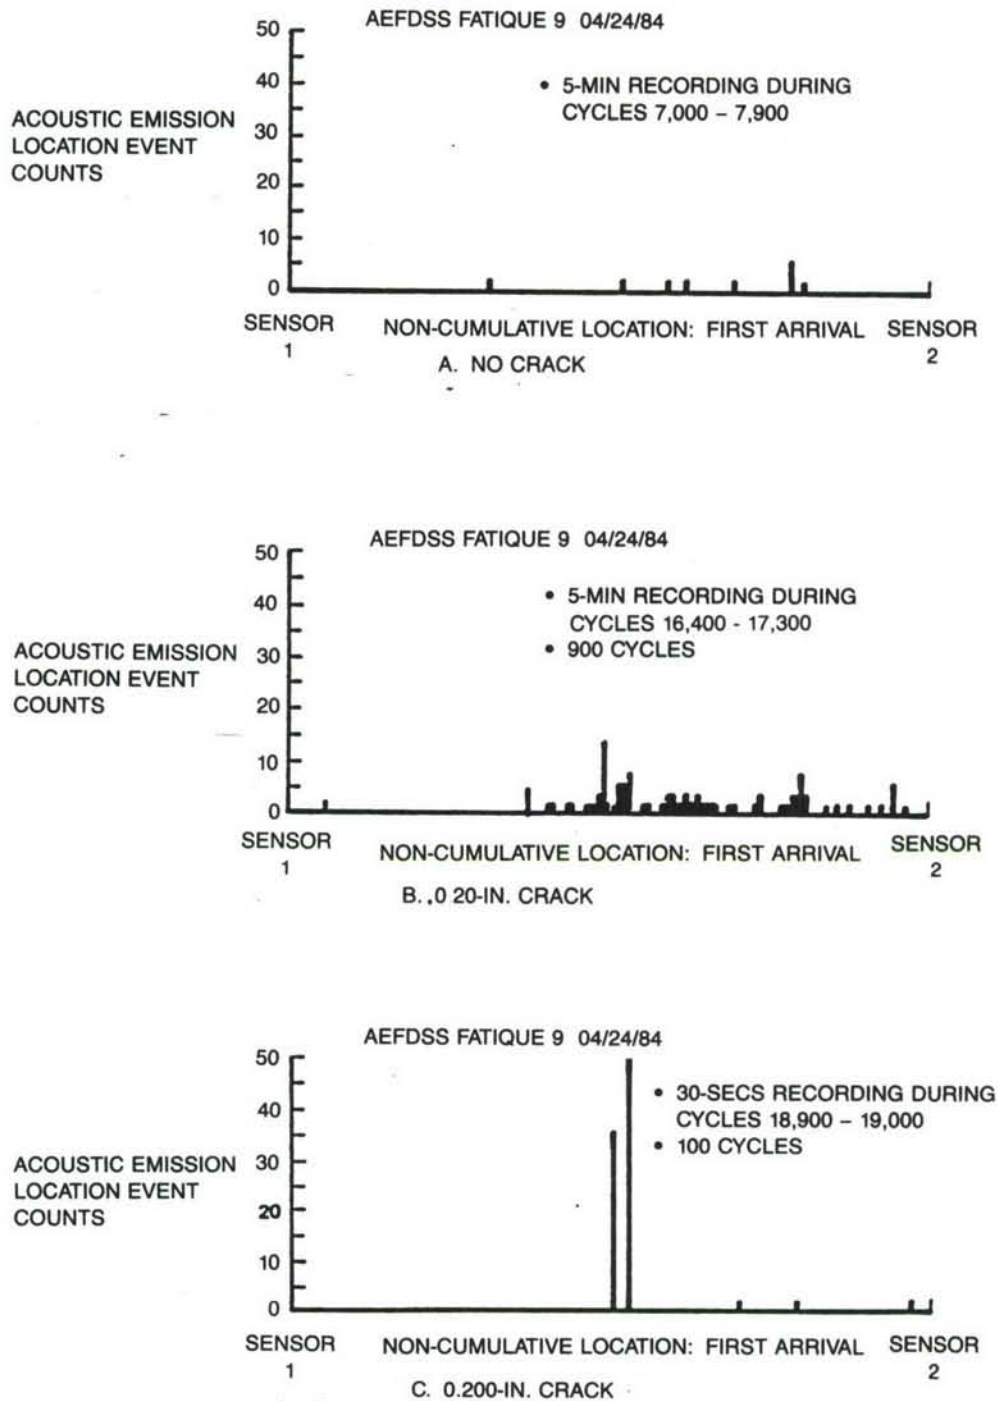 AEFDSS FATIQUE 9 04/24/84
50
40
30
20
10
0
ACOUSTIC EMISSION
LOCATION EVENT
COUNTS
• 5-MIN RECORDING DURING
CYCLES 7,000 – 7,900
SENSOR
1
NON-CUMULATIVE LOCATION: FIRST ARRIVAL
SENSOR
2
A. NO CRACK
AEFDSS FATIQUE 9 04/24/84
50
40
30
20
10
0
ACOUSTIC EMISSION
LOCATION EVENT
COUNTS
• 5-MIN RECORDING DURING
CYCLES 16,400 - 17,300
• 900 CYCLES
SENSOR
1
NON-CUMULATIVE LOCATION: FIRST ARRIVAL
SENSOR
2
B. .0 20-IN. CRACK
AEFDSS FATIQUE 9 04/24/84
50
40
30
20
10
0
ACOUSTIC EMISSION
LOCATION EVENT
COUNTS
• 30-SECS RECORDING DURING
CYCLES 18,900 – 19,000
• 100 CYCLES
SENSOR
1
NON-CUMULATIVE LOCATION: FIRST ARRIVAL
SENSOR
2
C. 0.200-IN. CRACK